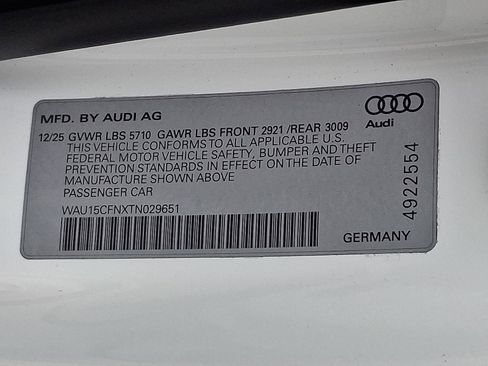 MFD. BY AUDI AG
12/25 GVWR LBS 5710 GAWR LBS FRONT 2921 /REAR 3009
THIS VEHICLE CONFORMS TO ALL APPLICABLE U.S.
FEDERAL MOTOR VEHICLE SAFETY, BUMPER AND THEFT
PREVENTION STANDARDS IN EFFECT ON THE DATE OF
MANUFACTURE SHOWN ABOVE
PASSENGER CAR
WAU15CFNXTN029651
GERMANY
Audi
4922554